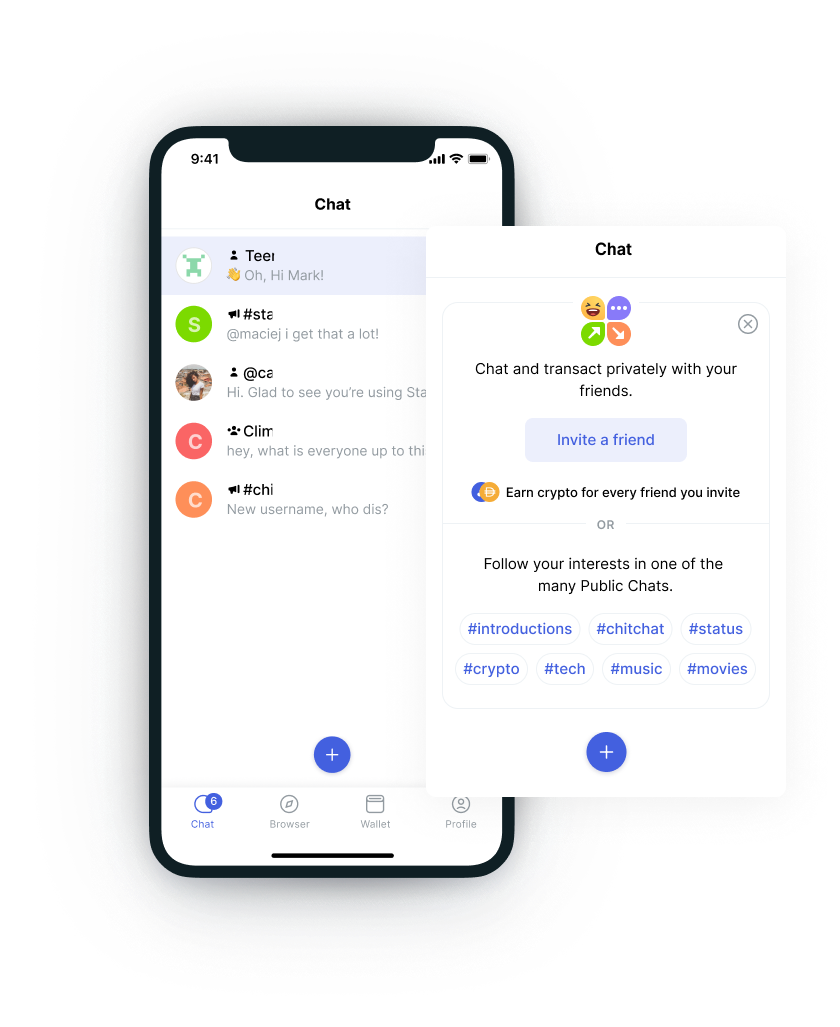 9:41
Chat
Teer
👋 Oh, Hi Mark!
S
#sta
@maciej i get that a lot!
@ca
Hi. Glad to see you're using Sta
C
Clim
hey, what is everyone up to thi
C
#chi
New username, who dis?
6
Chat
Browser
Wallet
Profile
Chat
Chat and transact privately with your
friends.
Invite a friend
Earn crypto for every friend you invite
OR
Follow your interests in one of the
many Public Chats.
#introductions #chitchat #status
#crypto #tech #music #movies